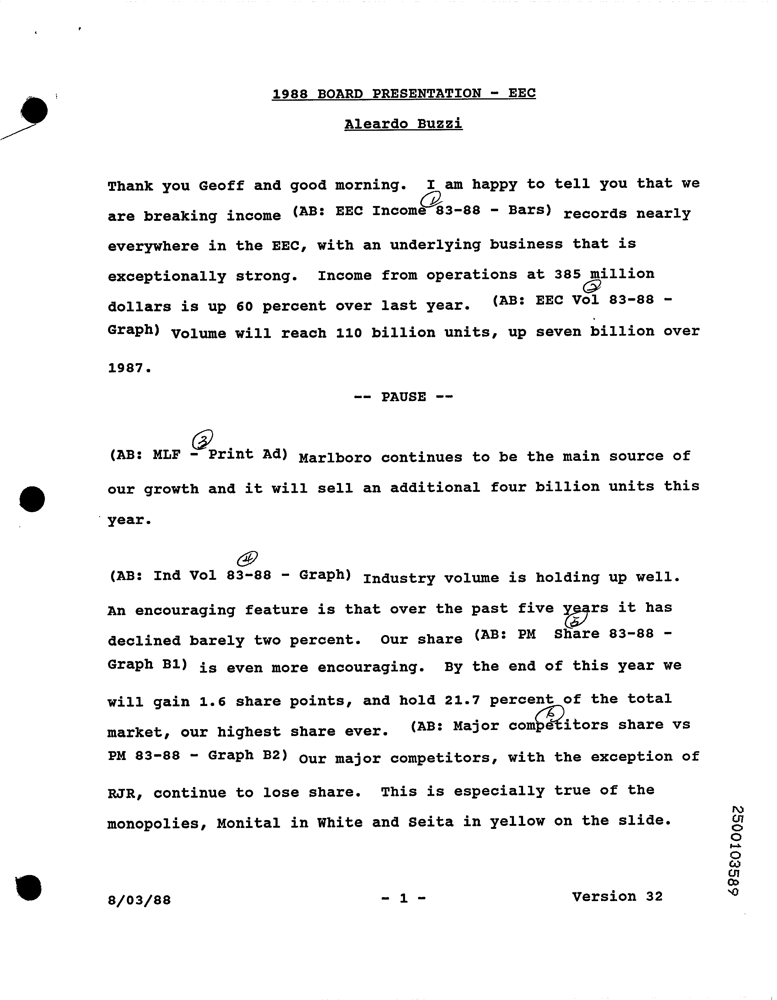 1988 BOARD PRESENTATION - EEC
Aleardo Buzzi
Thank you Geoff and good morning. I am happy to tell you that we
1
are breaking income (AB: EEC Income 83-88 - Bars) records nearly
everywhere in the EEC, with an underlying business that is
exceptionally strong. Income from operations at 385 million
2
dollars is up 60 percent over last year. (AB: EEC Vol 83-88 -
Graph) Volume will reach 110 billion units, up seven billion over
1987.
-- PAUSE --
3
(AB: MLF - Print Ad) Marlboro continues to be the main source of
our growth and it will sell an additional four billion units this
year.
4
(AB: Ind Vol 83-88 - Graph) Industry volume is holding up well.
An encouraging feature is that over the past five years it has
5
declined barely two percent. Our share (AB: PM Share 83-88 -
Graph B1) is even more encouraging. By the end of this year we
will gain 1.6 share points, and hold 21.7 percent of the total
6
market, our highest share ever. (AB: Major competitors share vs
PM 83-88 - Graph B2) Our major competitors, with the exception of
RJR, continue to lose share. This is especially true of the
monopolies, Monital in White and Seita in yellow on the slide.
8/03/88 - 1 - Version 32
2500103589